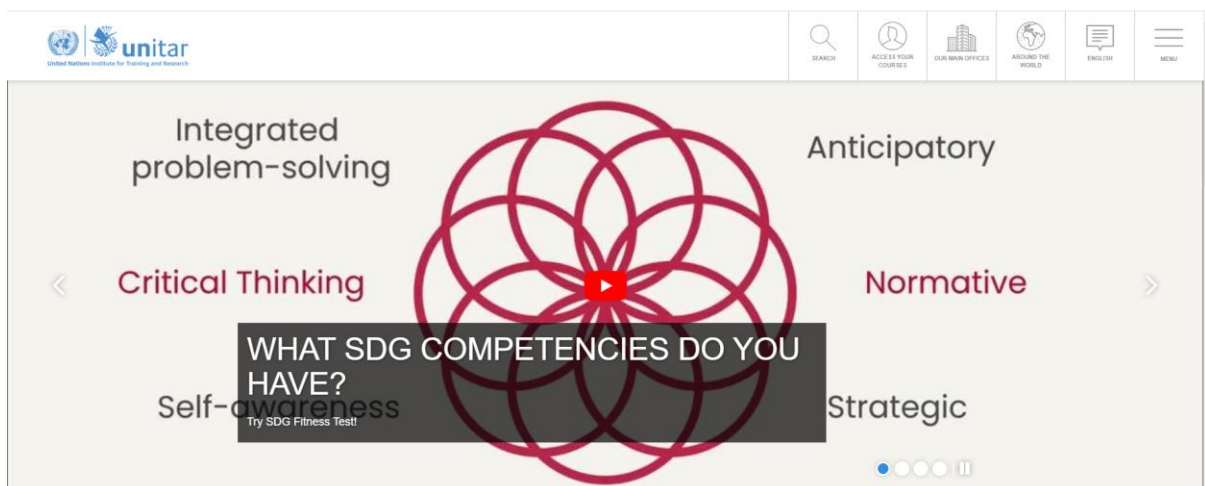 unitar
United Nations Institute for Training and Research
SEARCH
ACCESS YOUR
COURSES
OUR MAIN OFFICES
AROUND THE
WORLD
ENGLISH
MENU
Integrated
problem-solving
Anticipatory
Critical Thinking
Normative
WHAT SDG COMPETENCIES DO YOU
HAVE?
Self-awareness
Strategic
Try SDG Fitness Test!